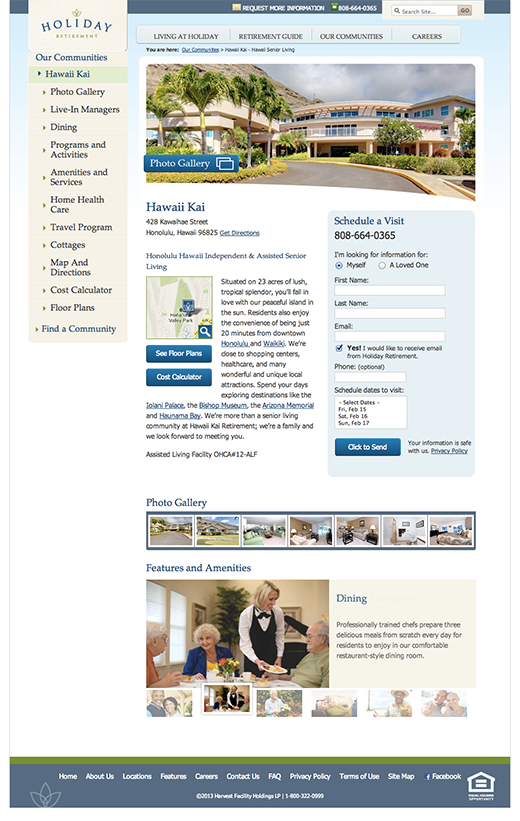 HOLIDAY
RETIREMENT
REQUEST MORE INFORMATION
808-664-0365
Search Site...
GO
LIVING AT HOLIDAY
RETIREMENT GUIDE
OUR COMMUNITIES
CAREERS
You are here: Our Communities > Hawaii Kai - Hawaii Senior Living
Our Communities
Hawaii Kai
Photo Gallery
Live-In Managers
Dining
Programs and
Activities
Amenities and
Services
Home Health
Care
Travel Program
Cottages
Map And
Directions
Cost Calculator
Floor Plans
Find a Community
Photo Gallery
Hawaii Kai
428 Kawaihae Street
Honolulu, Hawaii 96825 Get Directions
Honolulu Hawaii Independent & Assisted Senior
Living
Valley Park
See Floor Plans
Cost Calculator
Situated on 23 acres of lush,
tropical splendor, you'll fall in
love with our peaceful island in
the sun. Residents also enjoy
the convenience of being just
20 minutes from downtown
Honolulu and Waikiki. We're
close to shopping centers,
healthcare, and many
wonderful and unique local
attractions. Spend your days
exploring destinations like the
Iolani Palace, the Bishop Museum, the Arizona Memorial
and Haunama Bay. We're more than a senior living
community at Hawaii Kai Retirement; we're a family and
we look forward to meeting you.
Assisted Living Facility OHCA#12-ALF
Schedule a Visit
808-664-0365
I'm looking for information for:
Myself
A Loved One
First Name:
Last Name:
Email:
Yes! I would like to receive email
from Holiday Retirement.
Phone: (optional)
Schedule dates to visit:
- Select Dates -
Fri, Feb 15
Sat, Feb 16
Sun, Feb 17
Click to Send
Your information is safe
with us. Privacy Policy
Photo Gallery
Features and Amenities
Dining
Professionally trained chefs prepare three
delicious meals from scratch every day for
residents to enjoy in our comfortable
restaurant-style dining room.
Home
About Us
Locations
Features
Careers
Contact Us
FAQ
Privacy Policy
Terms of Use
Site Map
Facebook
©2013 Harvest Facility Holdings LP | 1-800-322-0999
EQUAL HOUSING
OPPORTUNITY